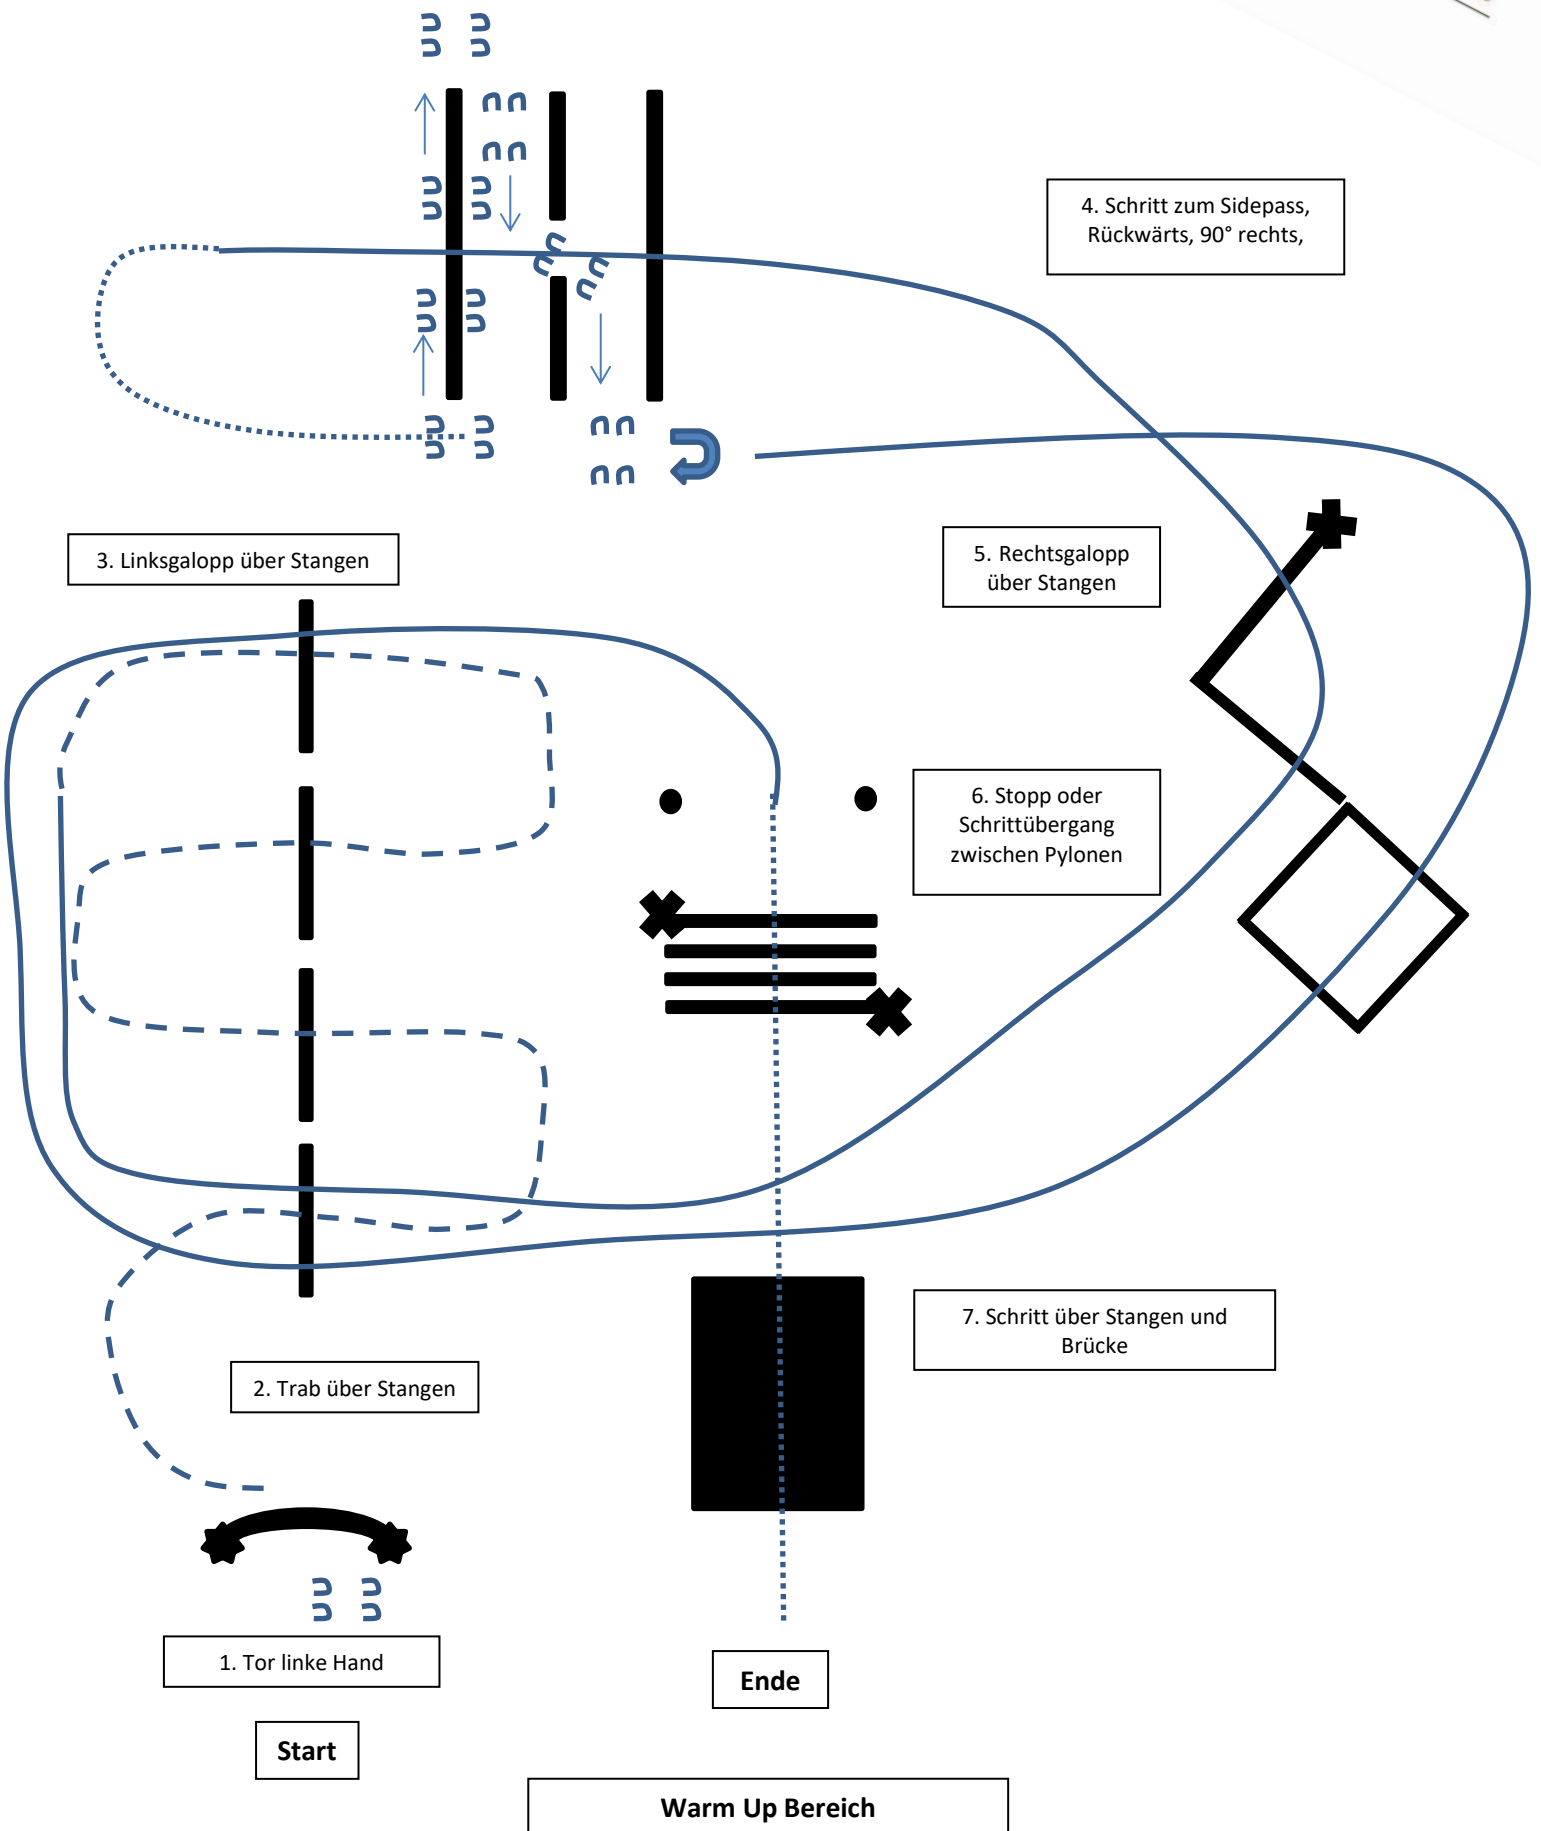 4. Schritt zum Sidepass,
Rückwärts, 90° rechts,
3. Linksgalopp über Stangen
5. Rechtsgalopp
über Stangen
6. Stopp oder
Schrittübergang
zwischen Pylonen
7. Schritt über Stangen und
Brücke
2. Trab über Stangen
1. Tor linke Hand
Ende
Start
Warm Up Bereich